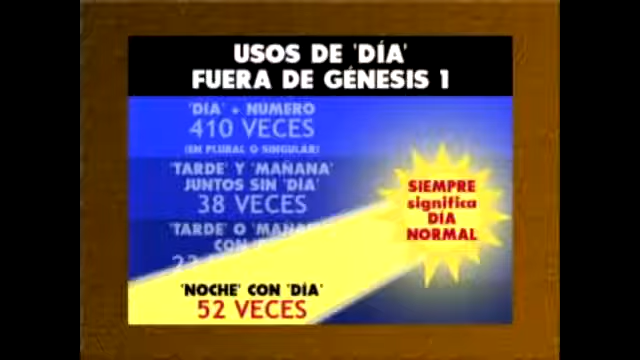 USOS DE 'DÍA'
FUERA DE GÉNESIS 1
'DÍA' + NÚMERO
410 VECES
(EN PLURAL O SINGULAR)
'TARDE' Y 'MAÑANA'
JUNTOS SIN 'DÍA'
38 VECES
'TARDE' O
CON
'NOCHE' CON 'DÍA'
52 VECES
SIEMPRE
significa
DÍA
NORMAL